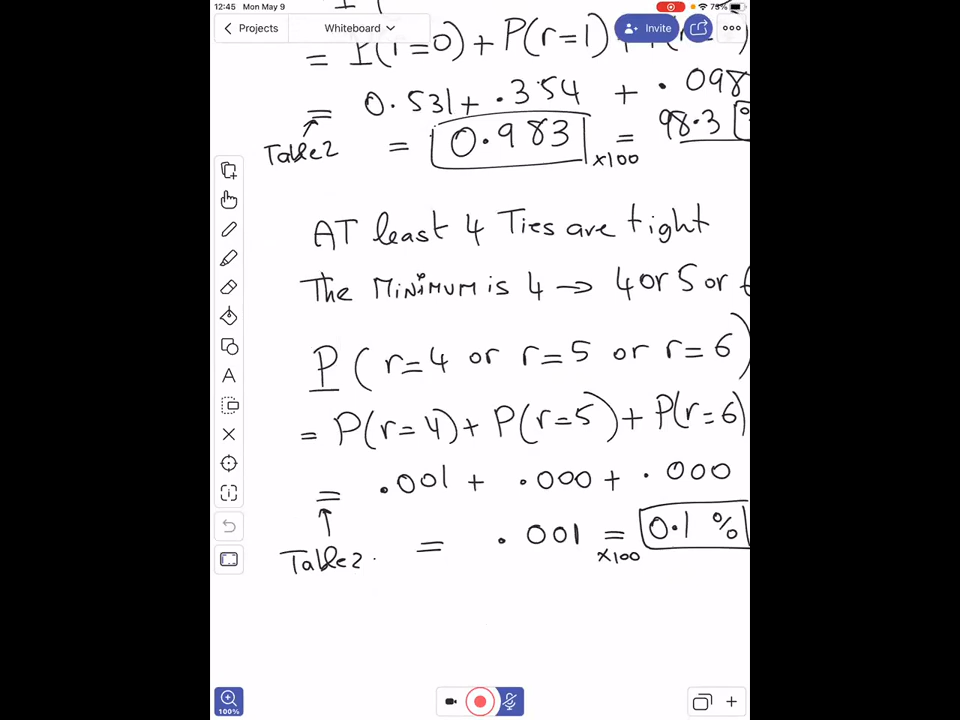 12:45 Mon May 9 75%
Projects Whiteboard Invite
= P(r=0) + P(r=1)
= 0.531 + .354 + .098
Table2 = 0.983 = 98.3
x100
AT least 4 Ties are tight
The MiNiMUM is 4 → 4 or 5 or
P ( r=4 or r=5 or r=6 )
= P(r=4) + P(r=5) + P(r=6)
= .001 + .000 + .000
Table2. = .001 = 0.1 %
x100
A
100%